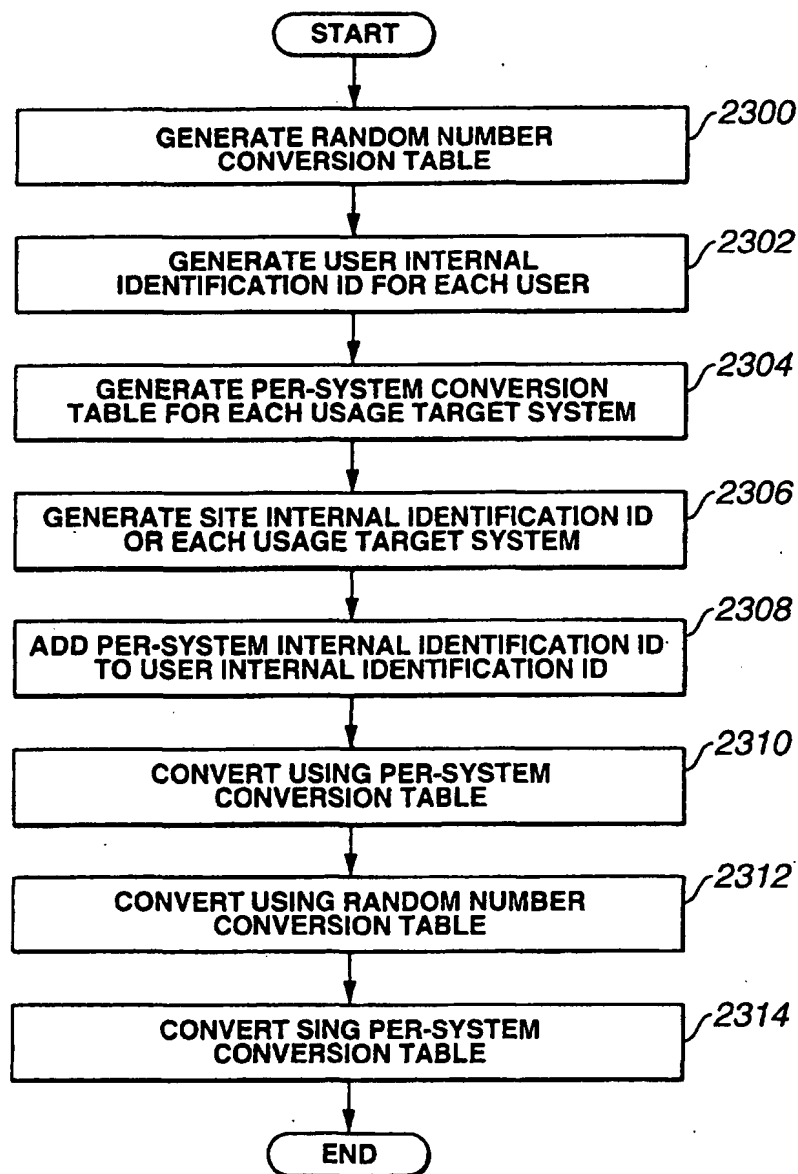 START
2300
GENERATE RANDOM NUMBER
CONVERSION TABLE
2302
GENERATE USER INTERNAL
IDENTIFICATION ID FOR EACH USER
2304
GENERATE PER-SYSTEM CONVERSION
TABLE FOR EACH USAGE TARGET SYSTEM
2306
GENERATE SITE INTERNAL IDENTIFICATION ID
OR EACH USAGE TARGET SYSTEM
2308
ADD PER-SYSTEM INTERNAL IDENTIFICATION ID
TO USER INTERNAL IDENTIFICATION ID
2310
CONVERT USING PER-SYSTEM
CONVERSION TABLE
2312
CONVERT USING RANDOM NUMBER
CONVERSION TABLE
2314
CONVERT SING PER-SYSTEM
CONVERSION TABLE
END